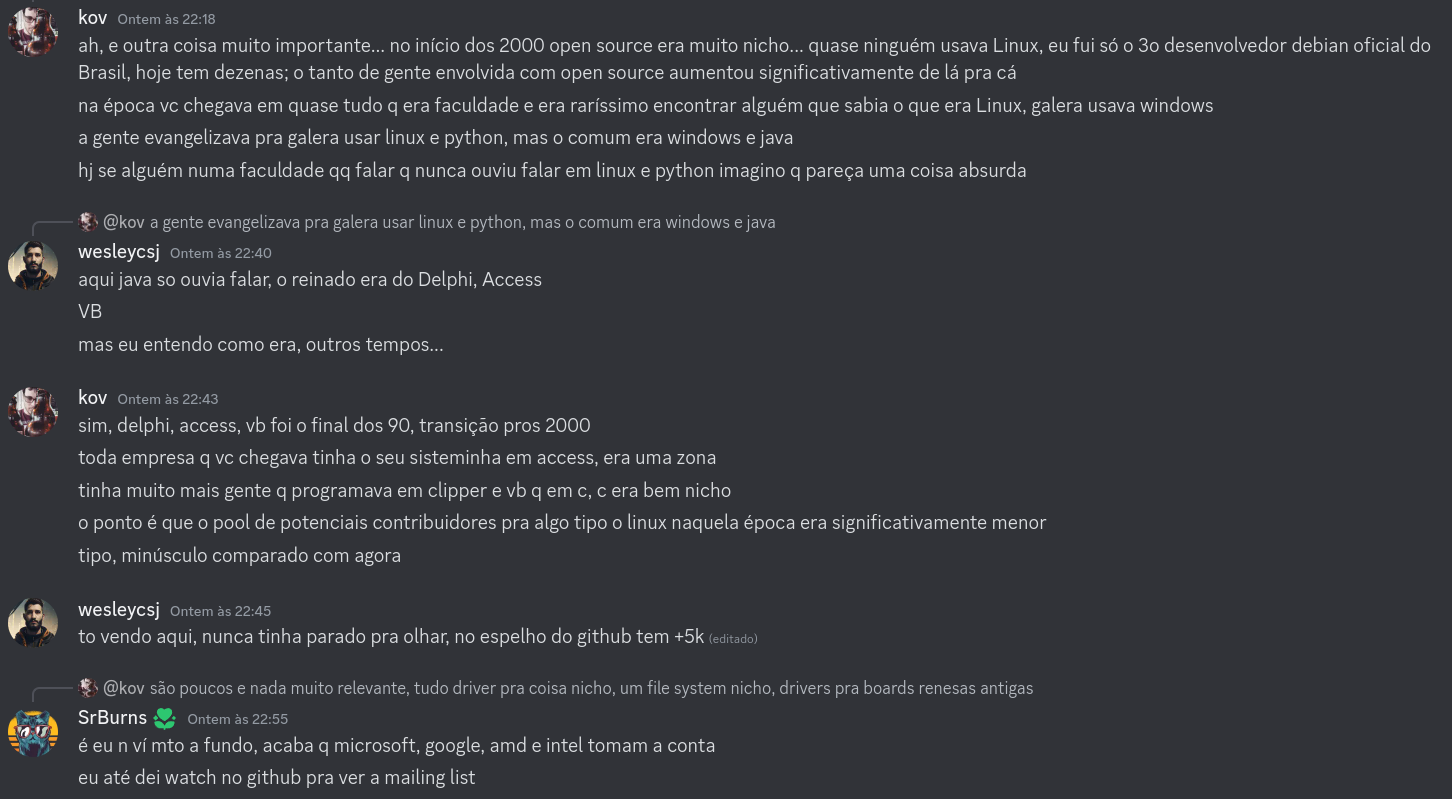 kov Ontem às 22:18
ah, e outra coisa muito importante... no início dos 2000 open source era muito nicho... quase ninguém usava Linux, eu fui só o 3o desenvolvedor debian oficial do
Brasil, hoje tem dezenas; o tanto de gente envolvida com open source aumentou significativamente de lá pra cá
na época vc chegava em quase tudo q era faculdade e era raríssimo encontrar alguém que sabia o que era Linux, galera usava windows
a gente evangelizava pra galera usar linux e python, mas o comum era windows e java
hj se alguém numa faculdade qq falar q nunca ouviu falar em linux e python imagino q pareça uma coisa absurda
@kov a gente evangelizava pra galera usar linux e python, mas o comum era windows e java
wesleycsj Ontem às 22:40
aqui java so ouvia falar, o reinado era do Delphi, Access
VB
mas eu entendo como era, outros tempos...
kov Ontem às 22:43
sim, delphi, access, vb foi o final dos 90, transição pros 2000
toda empresa q vc chegava tinha o seu sisteminha em access, era uma zona
tinha muito mais gente q programava em clipper e vb q em c, c era bem nicho
o ponto é que o pool de potenciais contribuidores pra algo tipo o linux naquela época era significativamente menor
tipo, minúsculo comparado com agora
wesleycsj Ontem às 22:45
to vendo aqui, nunca tinha parado pra olhar, no espelho do github tem +5k (editado)
@kov são poucos e nada muito relevante, tudo driver pra coisa nicho, um file system nicho, drivers pra boards renesas antigas
SrBurns Ontem às 22:55
é eu n ví mto a fundo, acaba q microsoft, google, amd e intel tomam a conta
eu até dei watch no github pra ver a mailing list